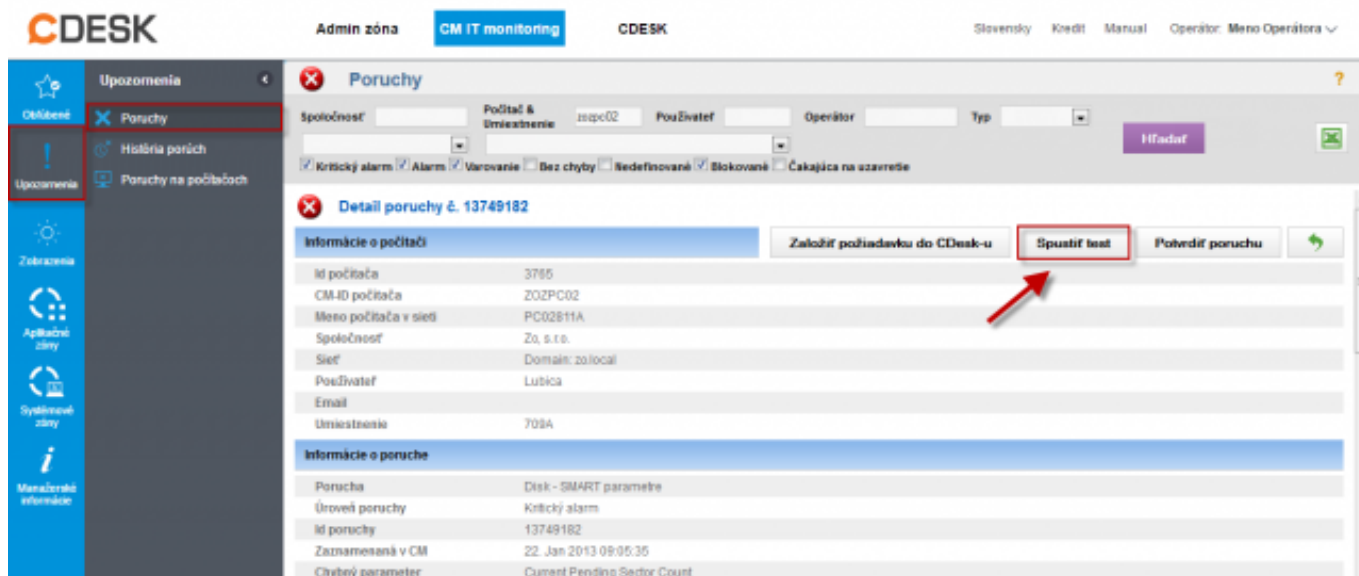 CDESK
Admin zóna CM IT monitoring CDESK Slovensky Kredit Manual Operátor: Meno Operátora
Obľúbené
Upozornenia
Zobrazenia
Aplikačné zóny
Systémové zóny
Manažerské informácie
Upozornenia
Poruchy
História porúch
Poruchy na počítačoch
Poruchy ?
Spoločnosť Počítač & Umiestnenie zozpc02 Používateľ Operátor Typ
Hľadať
Kritický alarm Alarm Varovanie Bez chyby Nedefinované Blokované Čakajúca na uzavretie
Detail poruchy č. 13749182
Informácie o počítači Založiť požiadavku do CDesk-u Spustiť test Potvrdiť poruchu
Id počítača 3765
CM-ID počítača ZOZPC02
Meno počítača v sieti PC02811A
Spoločnosť Zo, s.r.o.
Sieť Domain: zo.local
Používateľ Lubica
Email
Umiestnenie 709A
Informácie o poruche
Porucha Disk - SMART parametre
Úroveň poruchy Kritický alarm
Id poruchy 13749182
Zaznamenaná v CM 22. Jan 2013 09:05:35
Chybný parameter Current Pending Sector Count